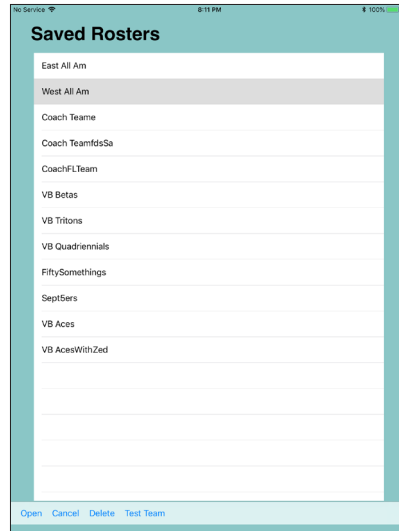 No Service 8:11 PM 100%
Saved Rosters
East All Am
West All Am
Coach Teame
Coach TeamfdsSa
CoachFLTeam
VB Betas
VB Tritons
VB Quadriennials
FiftySomethings
Sept5ers
VB Aces
VB AcesWithZed
Open Cancel Delete Test Team